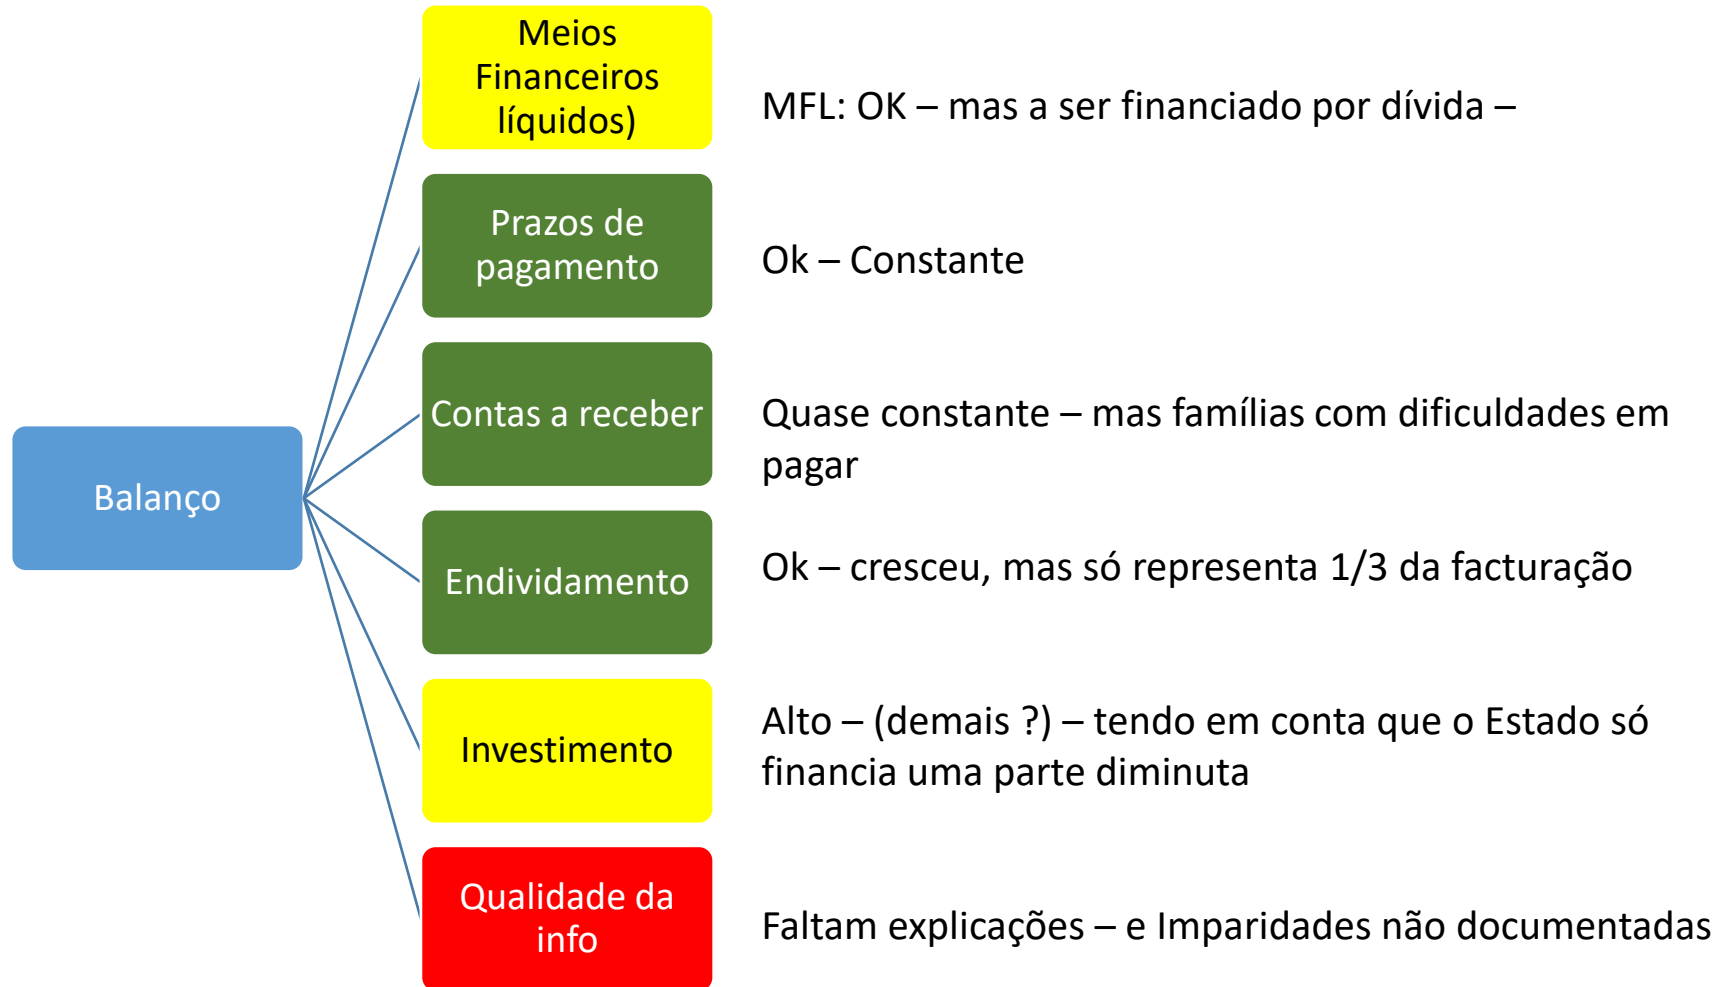 Meios
Financeiros
líquidos)
MFL: OK – mas a ser financiado por dívida –
Prazos de
pagamento
Ok – Constante
Contas a receber
Quase constante – mas famílias com dificuldades em
pagar
Balanço
Endividamento
Ok – cresceu, mas só representa 1/3 da facturação
Investimento
Alto – (demais ?) – tendo em conta que o Estado só
financia uma parte diminuta
Qualidade da
info
Faltam explicações – e Imparidades não documentadas